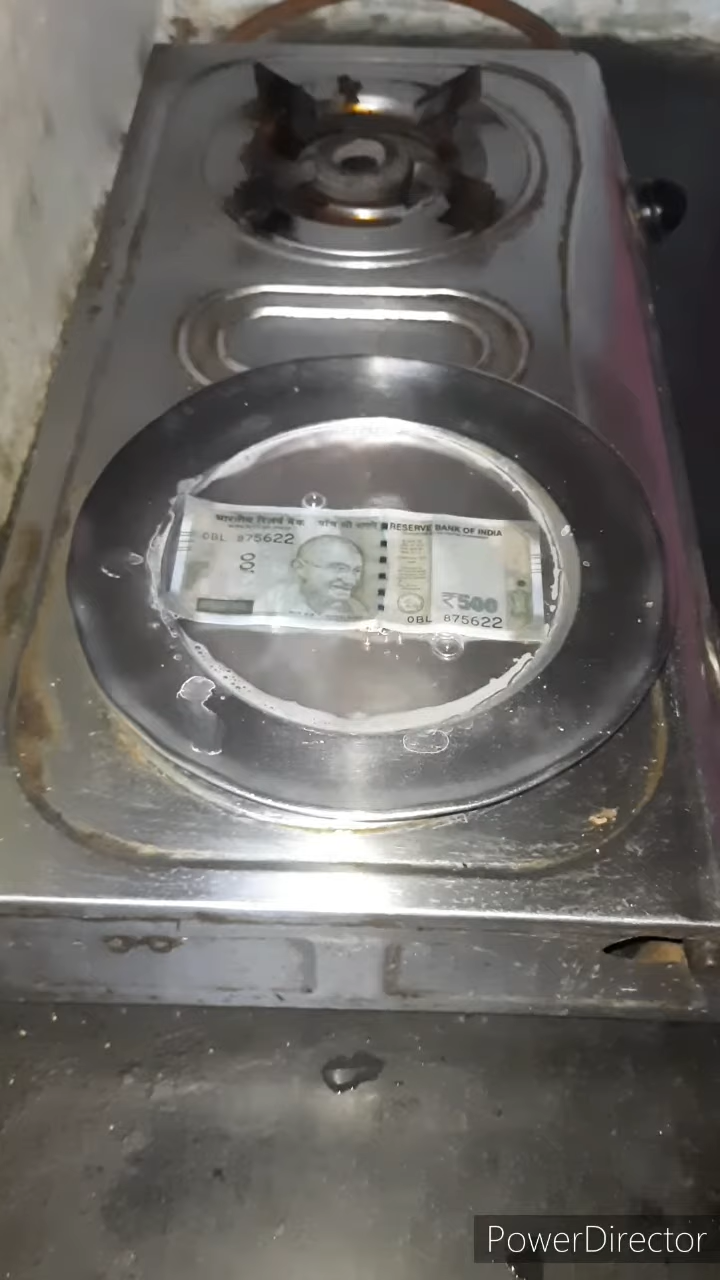 भारतीय रिज़र्व बैंक
RESERVE BANK OF INDIA
0BL 875622
₹500
0BL 875622
PowerDirector